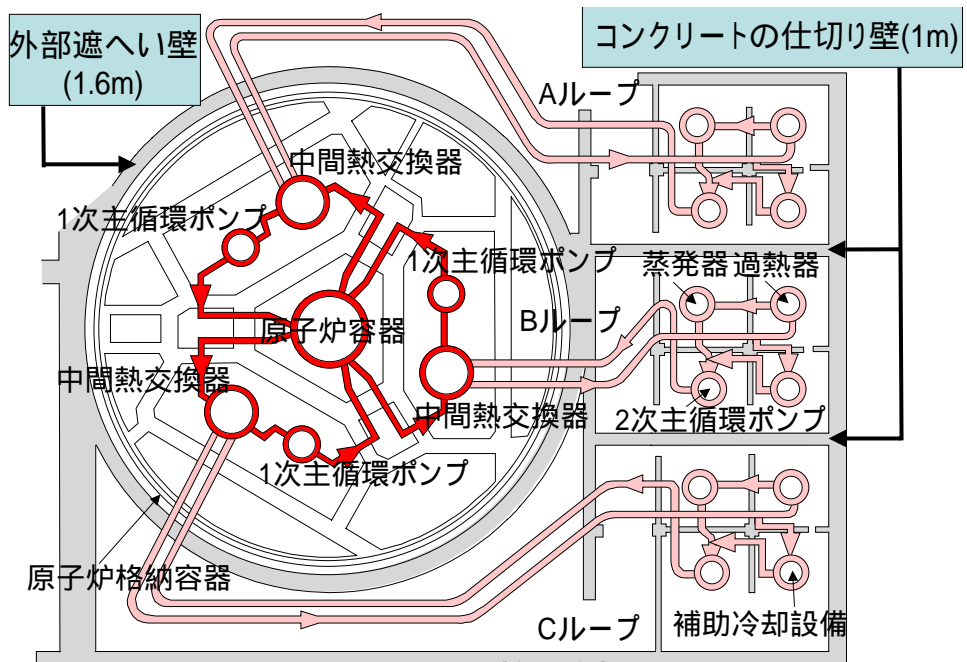 外部遮へい壁
(1.6m)
コンクリートの仕切り壁(1m)
Aループ
中間熱交換器
1次主循環ポンプ
1次主循環ポンプ
蒸発器
過熱器
Bループ
原子炉容器
中間熱交換器
中間熱交換器
2次主循環ポンプ
1次主循環ポンプ
原子炉格納容器
Cループ
補助冷却設備